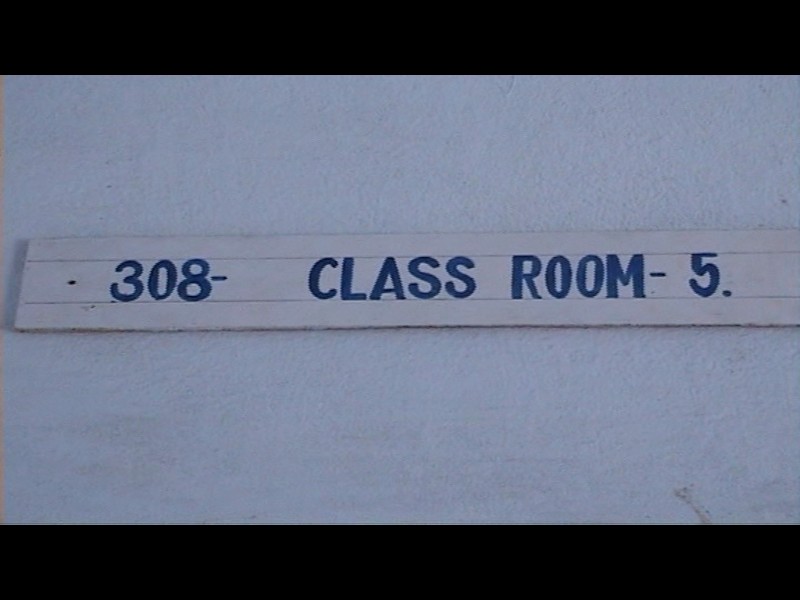 308- CLASS ROOM- 5.